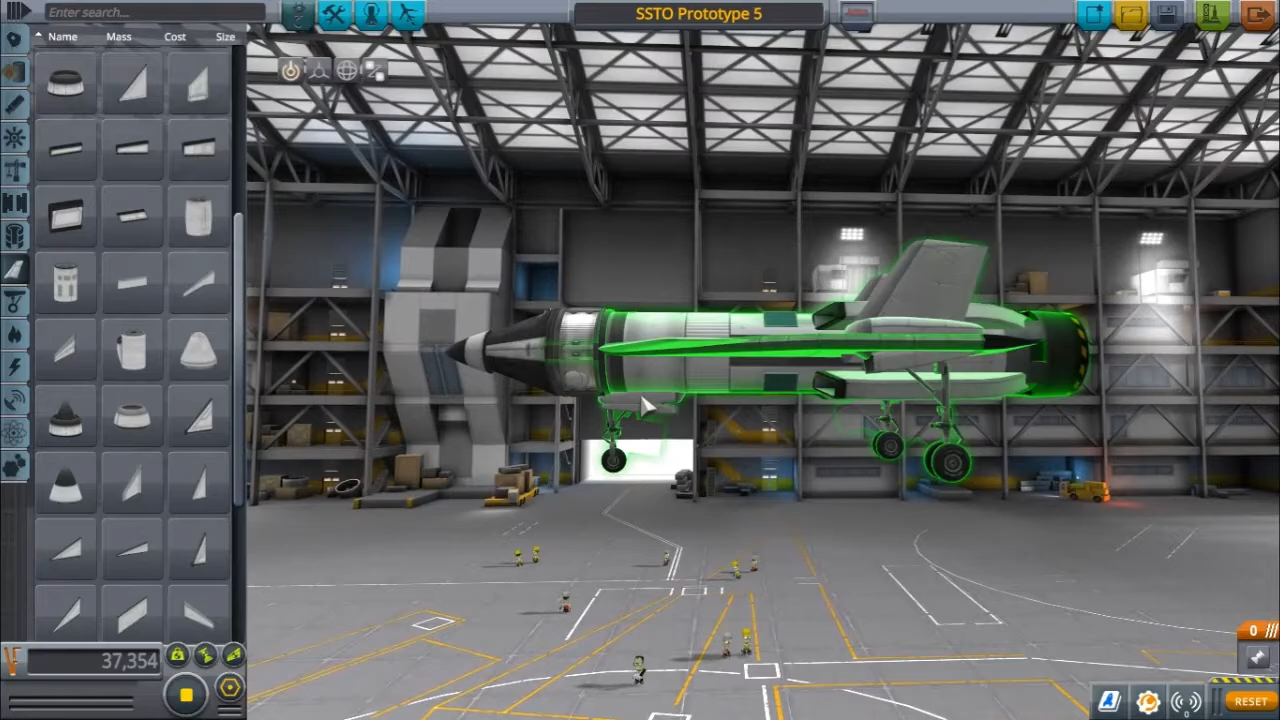 Enter search...
SSTO Prototype 5
Name Mass Cost Size
37,354
0
RESET